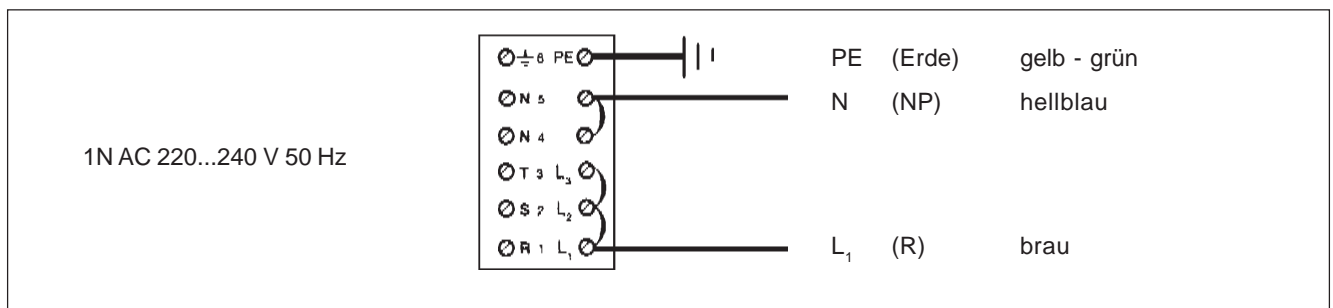 ⏚ 6 PE
PE (Erde) gelb - grün
N 5
N (NP) hellblau
N 4
1N AC 220...240 V 50 Hz
T 3 L₃
S 2 L₂
R 1 L₁
L₁ (R) brau